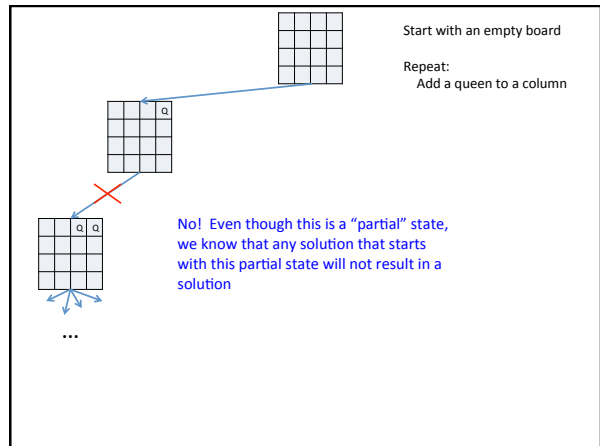 Start with an empty board
Repeat:
Add a queen to a column
Q
No! Even though this is a “partial” state,
we know that any solution that starts
with this partial state will not result in a
solution
Q Q
...